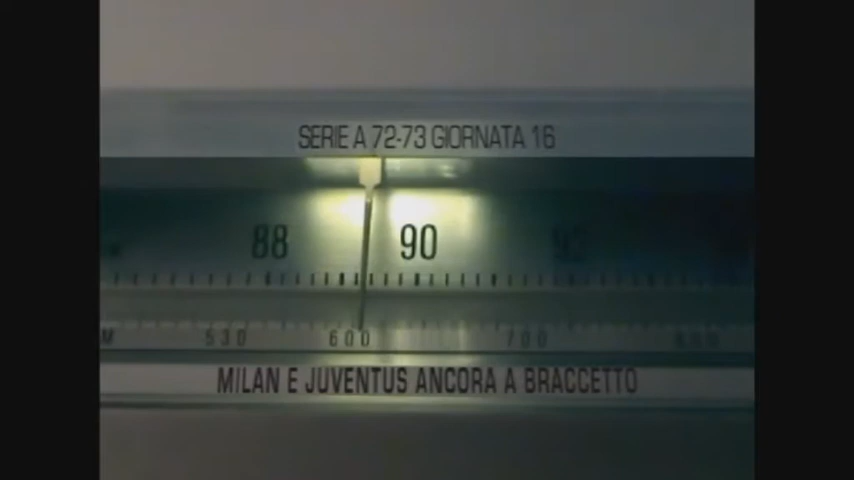 SERIE A 72-73 GIORNATA 16
88 90
530 600 700
MILAN E JUVENTUS ANCORA A BRACCETTO